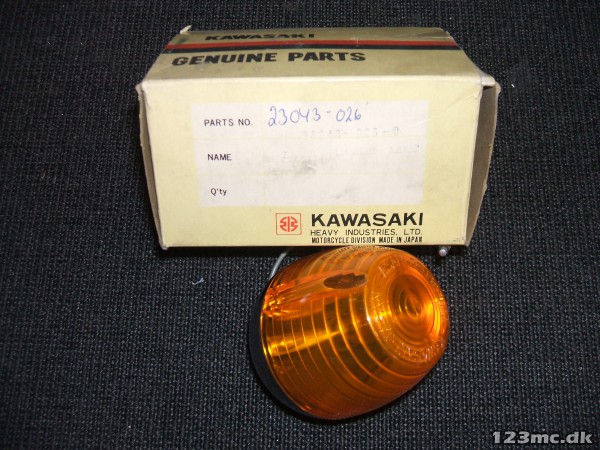 KAWASAKI
GENUINE PARTS
PARTS NO. 23043-026
NAME
Q'ty
KAWASAKI
HEAVY INDUSTRIES, LTD.
MOTORCYCLE DIVISION MADE IN JAPAN
123mc.dk